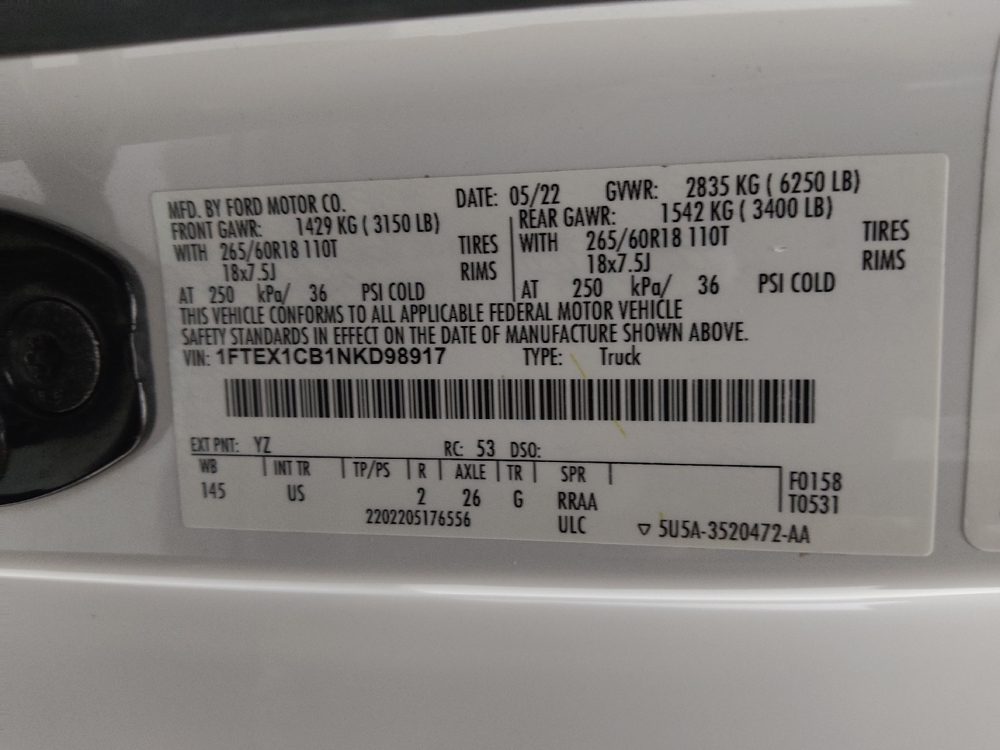 MFD. BY FORD MOTOR CO. DATE: 05/22 GVWR: 2835 KG ( 6250 LB)
FRONT GAWR: 1429 KG ( 3150 LB) REAR GAWR: 1542 KG ( 3400 LB)
WITH 265/60R18 110T TIRES WITH 265/60R18 110T TIRES
18x7.5J RIMS 18x7.5J RIMS
AT 250 kPa/ 36 PSI COLD AT 250 kPa/ 36 PSI COLD
THIS VEHICLE CONFORMS TO ALL APPLICABLE FEDERAL MOTOR VEHICLE
SAFETY STANDARDS IN EFFECT ON THE DATE OF MANUFACTURE SHOWN ABOVE.
VIN: 1FTEX1CB1NKD98917 TYPE: Truck
EXT PNT: YZ RC: 53 DSO:
WB INT TR TP/PS R AXLE TR SPR F0158
145 US 2 26 G RRAA T0531
2202205176556 ULC ▽ 5U5A-3520472-AA